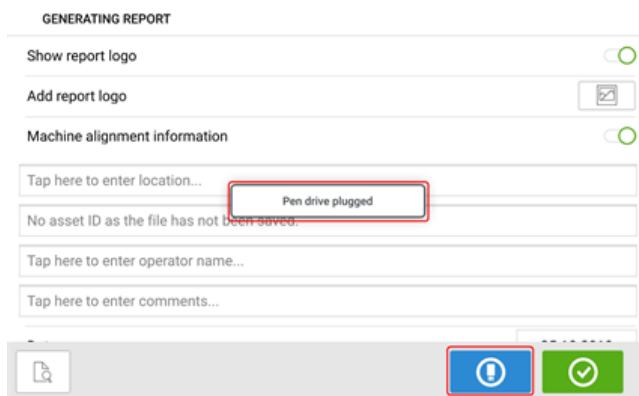 GENERATING REPORT
Show report logo
Add report logo
Machine alignment information
Tap here to enter location...
Pen drive plugged
No asset ID as the file has not been saved.
Tap here to enter operator name...
Tap here to enter comments...